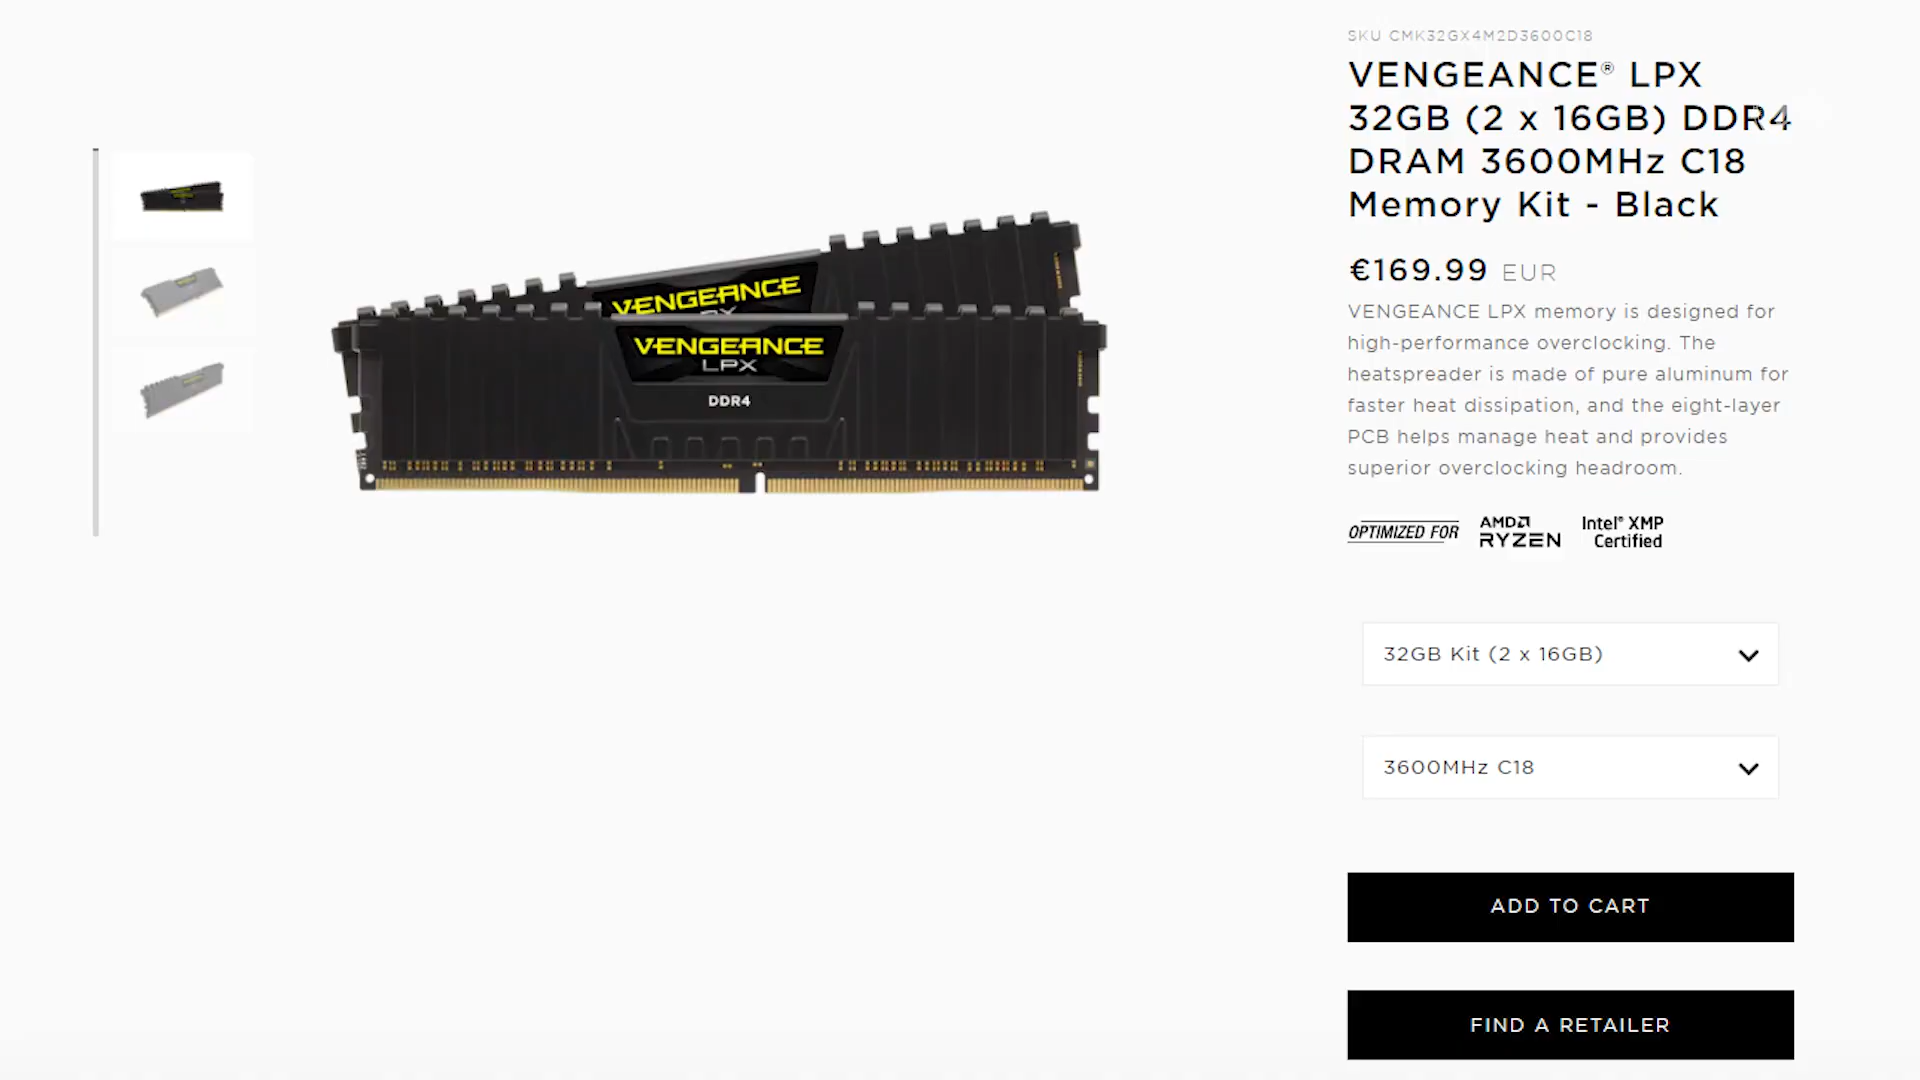 SKU CMK32GX4M2D3600C18
VENGEANCE® LPX
32GB (2 x 16GB) DDR4
DRAM 3600MHz C18
Memory Kit - Black
€169.99 EUR
VENGEANCE LPX memory is designed for
high-performance overclocking. The
heatspreader is made of pure aluminum for
faster heat dissipation, and the eight-layer
PCB helps manage heat and provides
superior overclocking headroom.
OPTIMIZED FOR
AMD
RYZEN
Intel® XMP
Certified
32GB Kit (2 x 16GB)
3600MHz C18
ADD TO CART
FIND A RETAILER
VENGEANCE
VENGEANCE
LPX
DDR4